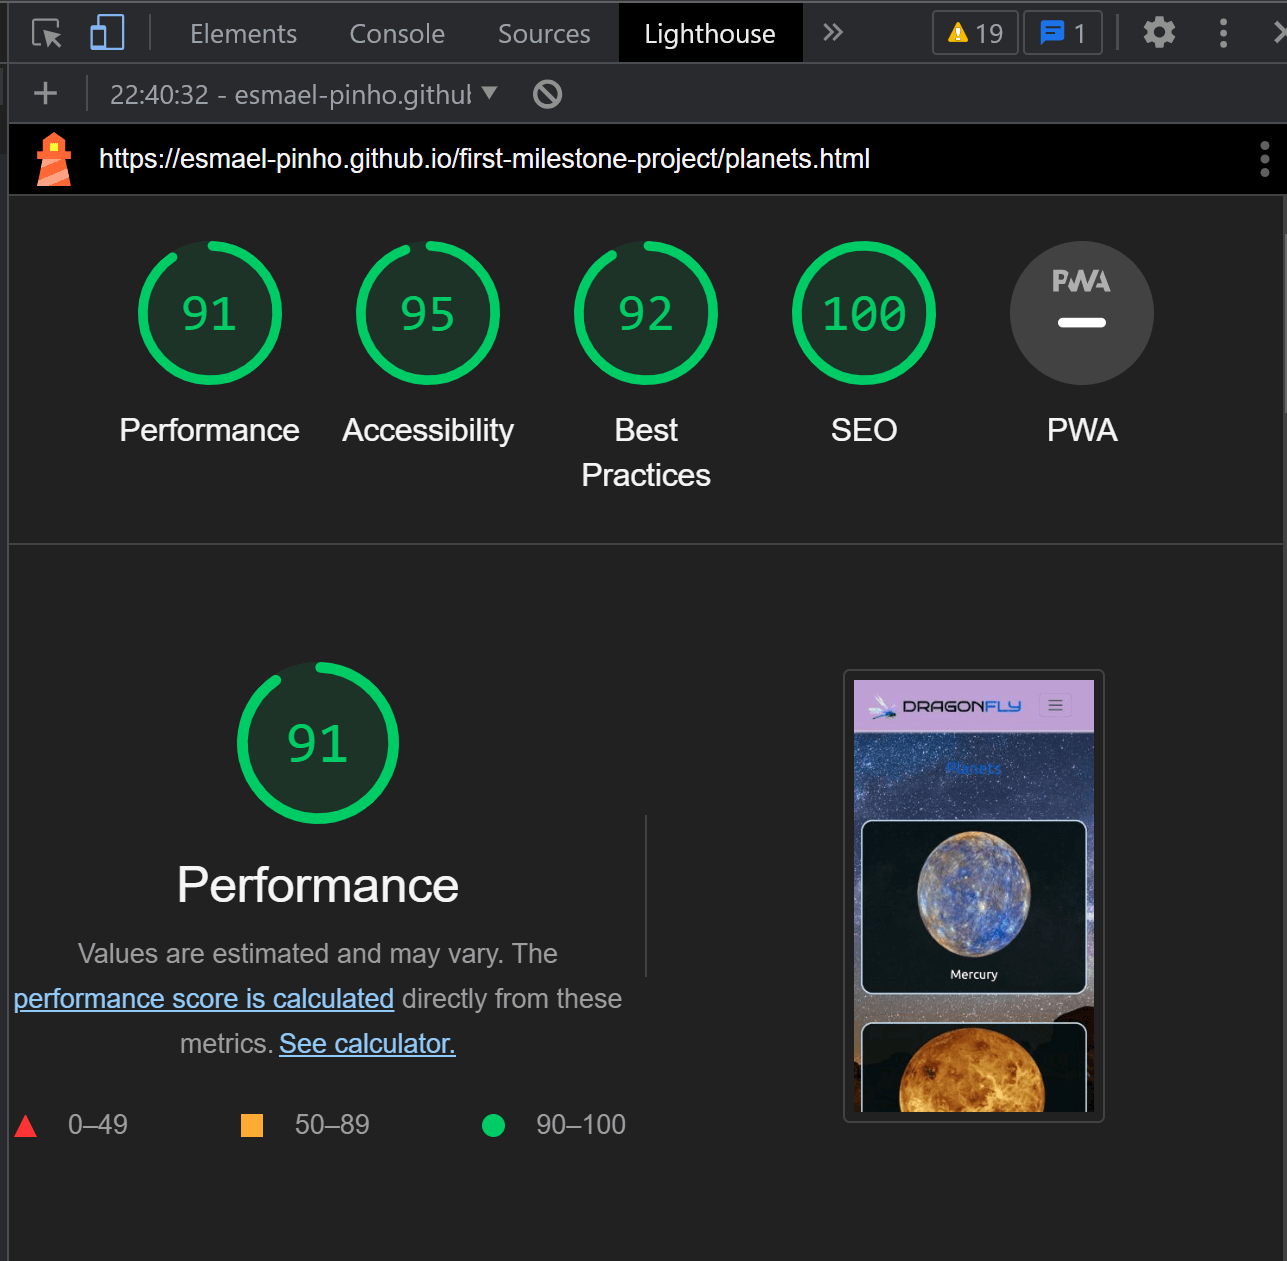 Elements Console Sources Lighthouse 19 1
22:40:32 - esmael-pinho.githu
https://esmael-pinho.github.io/first-milestone-project/planets.html
91 95 92 100 PWA
Performance Accessibility Best Practices SEO PWA
91
Performance
Values are estimated and may vary. The
performance score is calculated directly from these
metrics. See calculator.
0–49 50–89 90–100
DRAGONFLY
Planets
Mercury